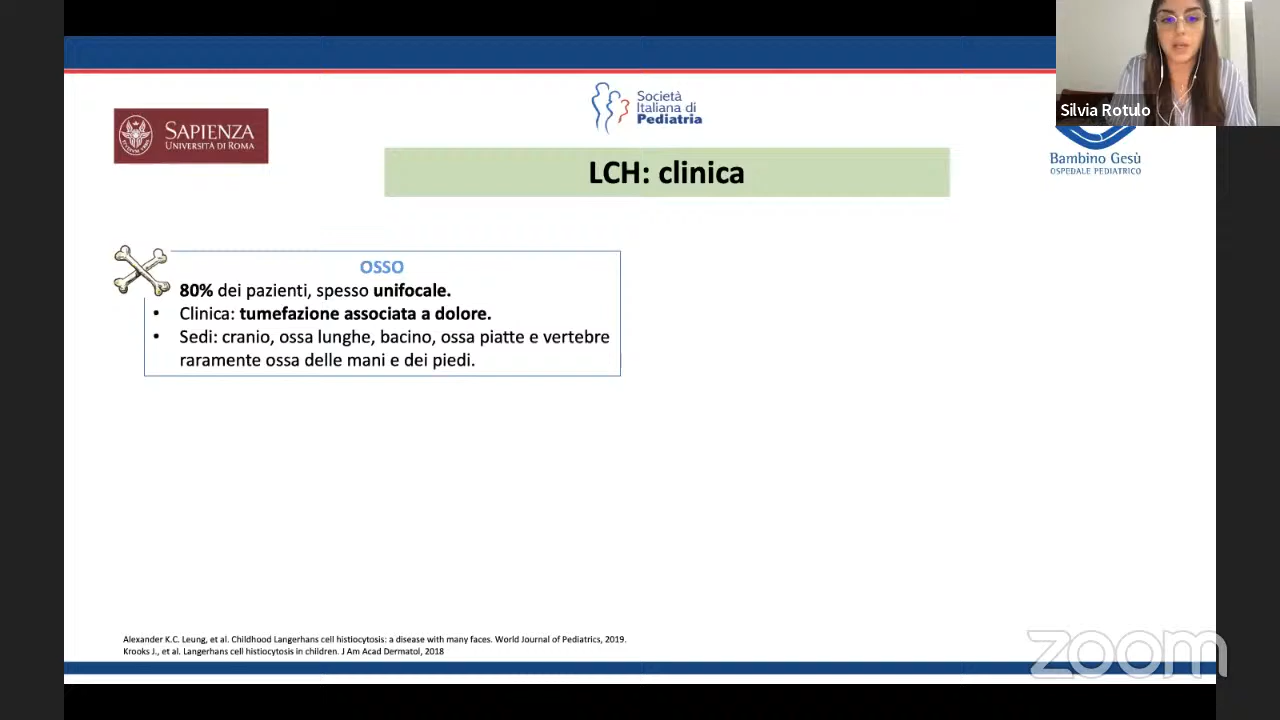 Silvia Rotulo
SAPIENZA
UNIVERSITÀ DI ROMA
Società
Italiana di
Pediatria
Bambino Gesù
OSPEDALE PEDIATRICO
LCH: clinica
OSSO
80% dei pazienti, spesso unifocale.
• Clinica: tumefazione associata a dolore.
• Sedi: cranio, ossa lunghe, bacino, ossa piatte e vertebre
raramente ossa delle mani e dei piedi.
Alexander K.C. Leung, et al. Childhood Langerhans cell histiocytosis: a disease with many faces. World Journal of Pediatrics, 2019.
Krooks J., et al. Langerhans cell histiocytosis in children. J Am Acad Dermatol, 2018
zoom